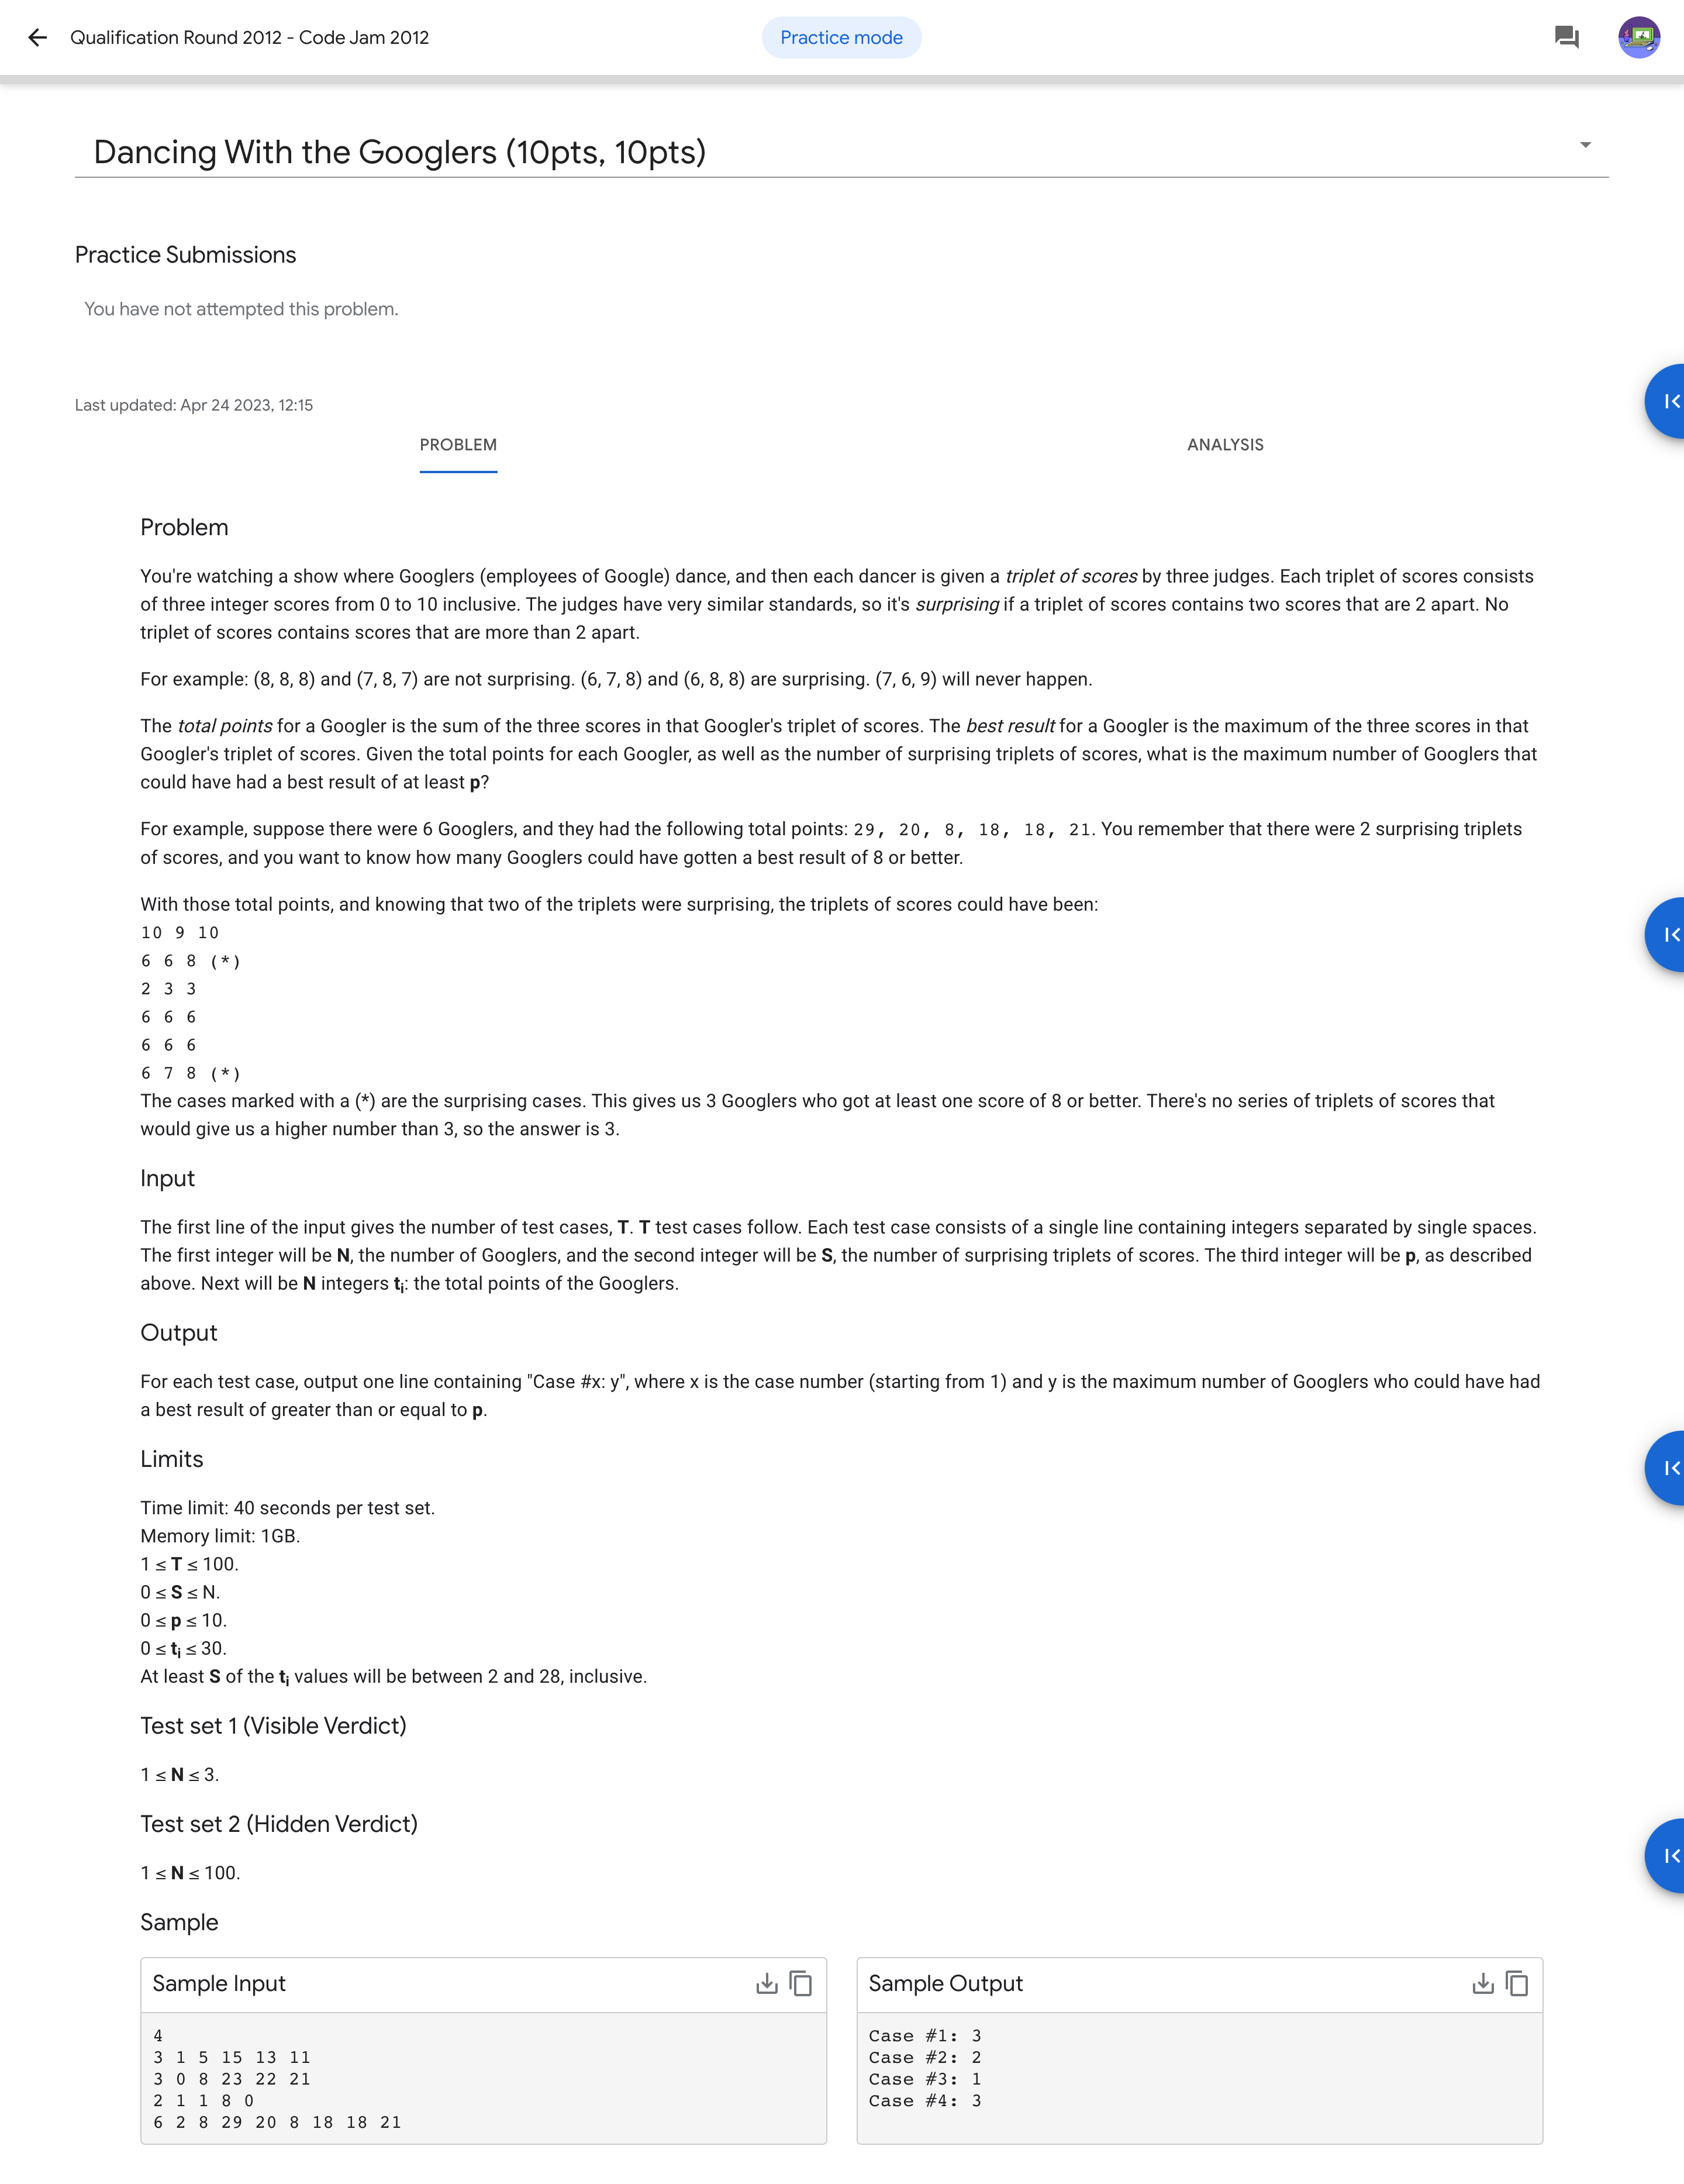 Qualification Round 2012 - Code Jam 2012
Practice mode
Dancing With the Googlers (10pts, 10pts)
Practice Submissions
You have not attempted this problem.
Last updated: Apr 24 2023, 12:15
PROBLEM
ANALYSIS
Problem
You're watching a show where Googlers (employees of Google) dance, and then each dancer is given a triplet of scores by three judges. Each triplet of scores consists
of three integer scores from 0 to 10 inclusive. The judges have very similar standards, so it's surprising if a triplet of scores contains two scores that are 2 apart. No
triplet of scores contains scores that are more than 2 apart.
For example: (8, 8, 8) and (7, 8, 7) are not surprising. (6, 7, 8) and (6, 8, 8) are surprising. (7, 6, 9) will never happen.
The total points for a Googler is the sum of the three scores in that Googler's triplet of scores. The best result for a Googler is the maximum of the three scores in that
Googler's triplet of scores. Given the total points for each Googler, as well as the number of surprising triplets of scores, what is the maximum number of Googlers that
could have had a best result of at least p?
For example, suppose there were 6 Googlers, and they had the following total points: 29, 20, 8, 18, 18, 21. You remember that there were 2 surprising triplets
of scores, and you want to know how many Googlers could have gotten a best result of 8 or better.
With those total points, and knowing that two of the triplets were surprising, the triplets of scores could have been:
10 9 10
6 6 8 (*)
2 3 3
6 6 6
6 6 6
6 7 8 (*)
The cases marked with a (*) are the surprising cases. This gives us 3 Googlers who got at least one score of 8 or better. There's no series of triplets of scores that
would give us a higher number than 3, so the answer is 3.
Input
The first line of the input gives the number of test cases, T. T test cases follow. Each test case consists of a single line containing integers separated by single spaces.
The first integer will be N, the number of Googlers, and the second integer will be S, the number of surprising triplets of scores. The third integer will be p, as described
above. Next will be N integers ti: the total points of the Googlers.
Output
For each test case, output one line containing "Case #x: y", where x is the case number (starting from 1) and y is the maximum number of Googlers who could have had
a best result of greater than or equal to p.
Limits
Time limit: 40 seconds per test set.
Memory limit: 1GB.
1 ≤ T ≤ 100.
0 ≤ S ≤ N.
0 ≤ p ≤ 10.
0 ≤ ti ≤ 30.
At least S of the ti values will be between 2 and 28, inclusive.
Test set 1 (Visible Verdict)
1 ≤ N ≤ 3.
Test set 2 (Hidden Verdict)
1 ≤ N ≤ 100.
Sample
Sample Input
4
3 1 5 15 13 11
3 0 8 23 22 21
2 1 1 8 0
6 2 8 29 20 8 18 18 21
Sample Output
Case #1: 3
Case #2: 2
Case #3: 1
Case #4: 3